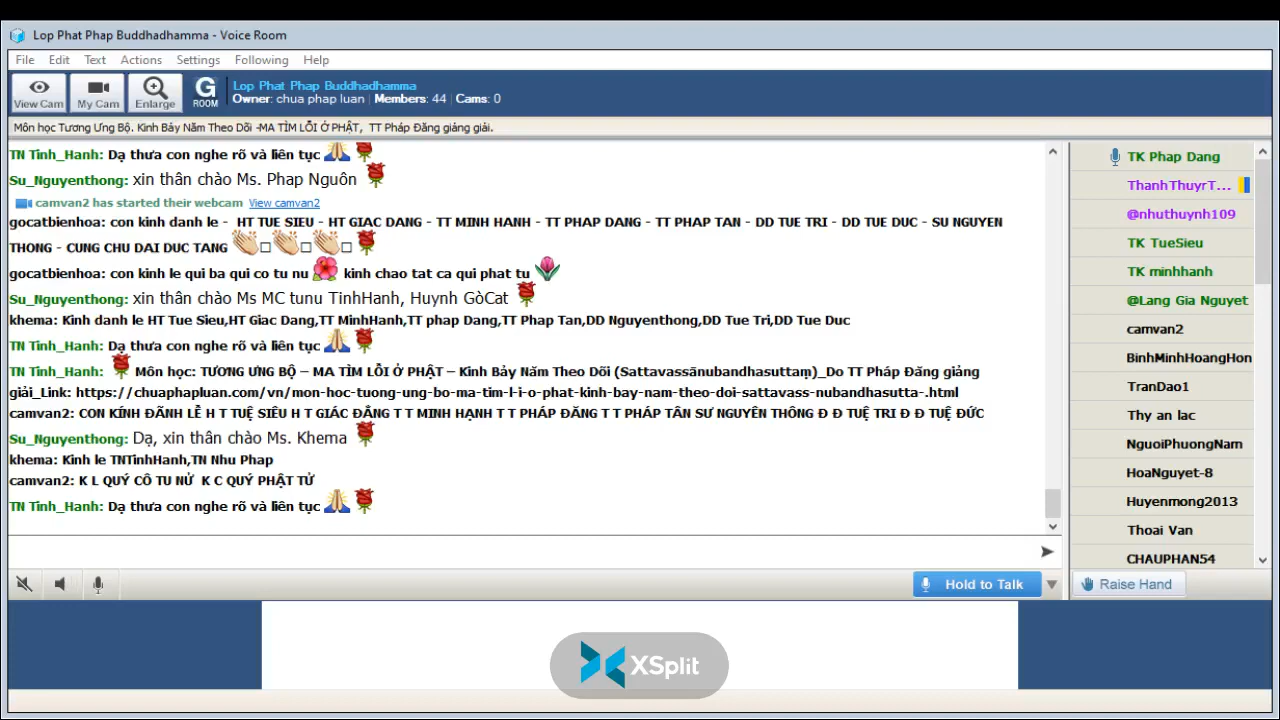 Lop Phat Phap Buddhadhamma - Voice Room
File Edit Text Actions Settings Following Help
View Cam My Cam Enlarge G ROOM
Lop Phat Phap Buddhadhamma
Owner: chua phap luan | Members: 44 | Cams: 0
Môn học Tương Ưng Bộ. Kinh Bảy Năm Theo Dõi -MA TÌM LỖI Ở PHẬT, TT Pháp Đăng giảng giải.
TN Tinh_Hanh: Dạ thưa con nghe rõ và liên tục
Su_Nguyenthong: xin thân chào Ms. Phap Nguôn
camvan2 has started their webcam View camvan2
gocatbienhoa: con kinh danh le - HT TUE SIEU - HT GIAC DANG - TT MINH HANH - TT PHAP DANG - TT PHAP TAN - DD TUE TRI - DD TUE DUC - SU NGUYEN
THONG - CUNG CHU DAI DUC TANG
gocatbienhoa: con kinh le qui ba qui co tu nu kinh chao tat ca qui phat tu
Su_Nguyenthong: xin thân chào Ms MC tunu TinhHanh, Huynh GòCat
khema: Kinh danh le HT Tue Sieu,HT Giac Dang,TT MinhHanh,TT phap Dang,TT Phap Tan,DD Nguyenthong,DD Tue Tri,DD Tue Duc
TN Tinh_Hanh: Dạ thưa con nghe rõ và liên tục
TN Tinh_Hanh: Môn học: TƯƠNG ƯNG BỘ – MA TÌM LỖI Ở PHẬT – Kinh Bảy Năm Theo Dõi (Sattavassānubandhasuttaṃ)_Do TT Pháp Đăng giảng
giải_Link: https://chuaphapluan.com/vn/mon-hoc-tuong-ung-bo-ma-tim-l-i-o-phat-kinh-bay-nam-theo-doi-sattavass-nubandhasutta-.html
camvan2: CON KÍNH ĐÃNH LỄ H T TUỆ SIÊU H T GIÁC ĐẲNG T T MINH HẠNH T T PHÁP ĐĂNG T T PHÁP TÂN SƯ NGUYÊN THÔNG Đ Đ TUỆ TRI Đ Đ TUỆ ĐỨC
Su_Nguyenthong: Dạ, xin thân chào Ms. Khema
khema: Kinh le TNTinhHanh,TN Nhu Phap
camvan2: K L QUÝ CÔ TU NỬ K C QUÝ PHẬT TỬ
TN Tinh_Hanh: Dạ thưa con nghe rõ và liên tục
Hold to Talk
TK Phap Dang
ThanhThuyrT...
@nhuthuynh109
TK TueSieu
TK minhhanh
@Lang Gia Nguyet
camvan2
BinhMinhHoangHon
TranDao1
Thy an lac
NguoiPhuongNam
HoaNguyet-8
Huyenmong2013
Thoai Van
CHAUPHAN54
Raise Hand
XSplit